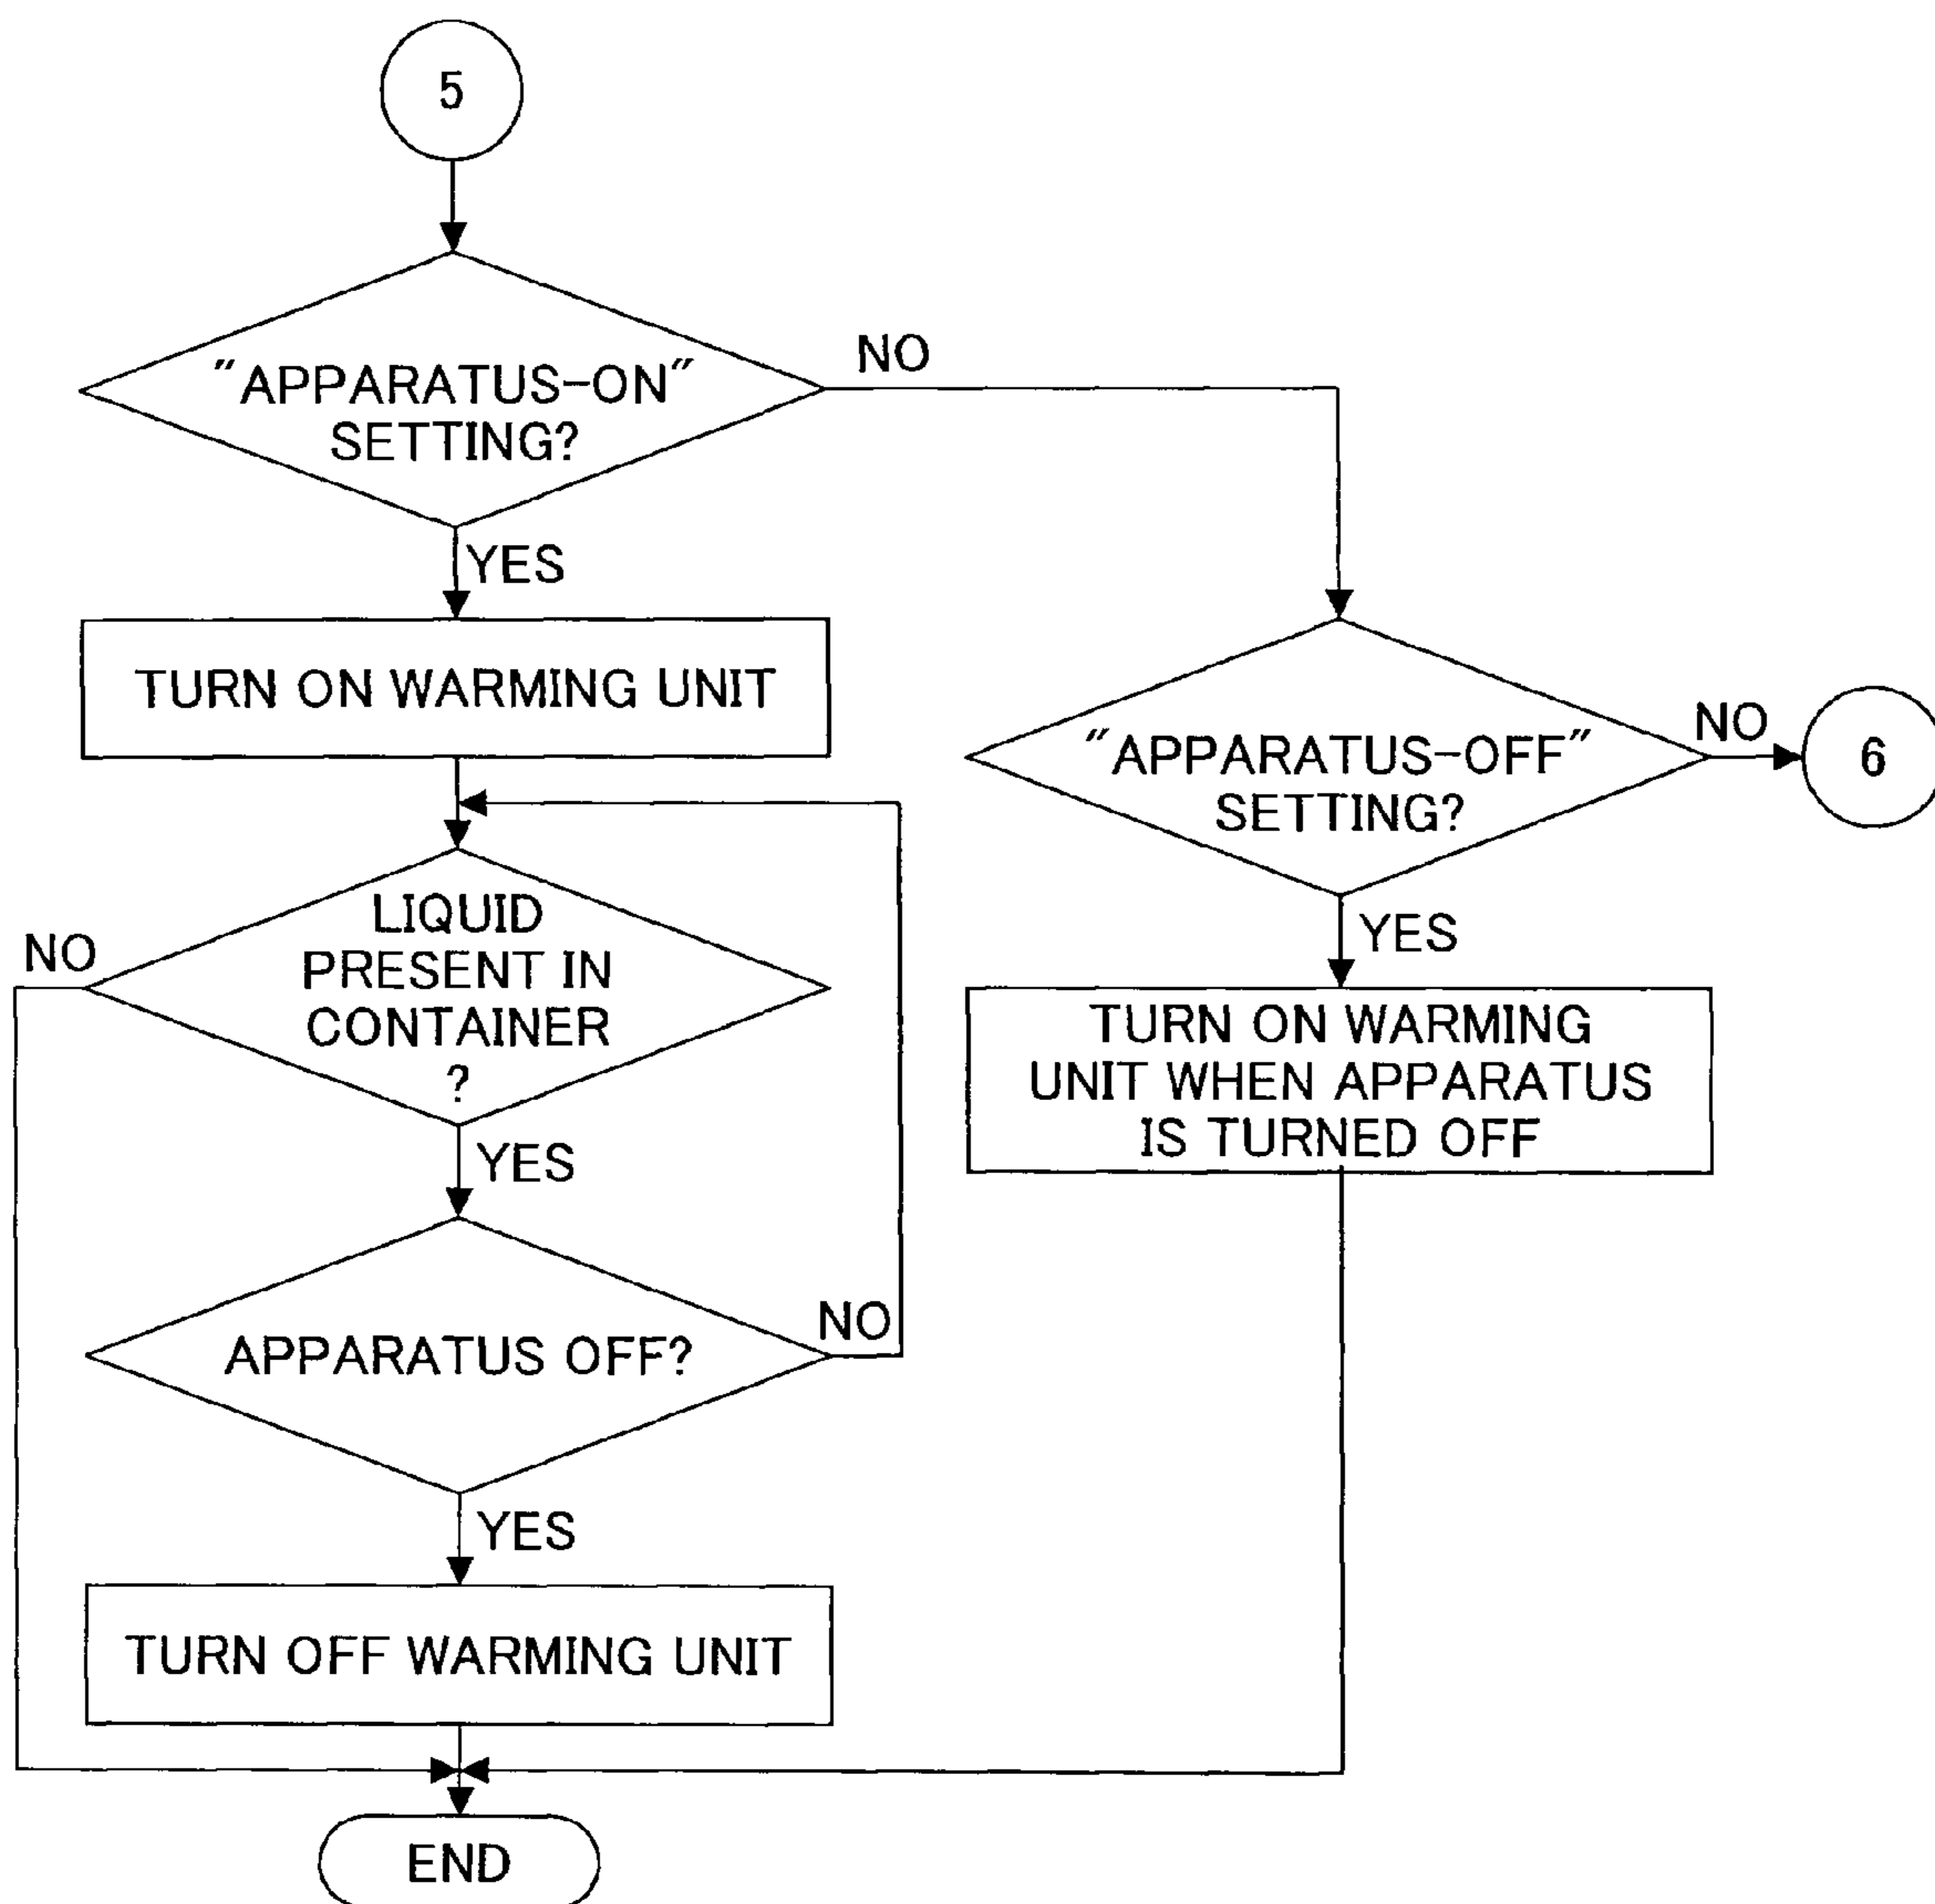 5
"APPARATUS-ON"
SETTING?
NO
YES
TURN ON WARMING UNIT
LIQUID
PRESENT IN
CONTAINER
?
NO
YES
APPARATUS OFF?
NO
YES
TURN OFF WARMING UNIT
END
"APPARATUS-OFF"
SETTING?
NO
6
YES
TURN ON WARMING
UNIT WHEN APPARATUS
IS TURNED OFF